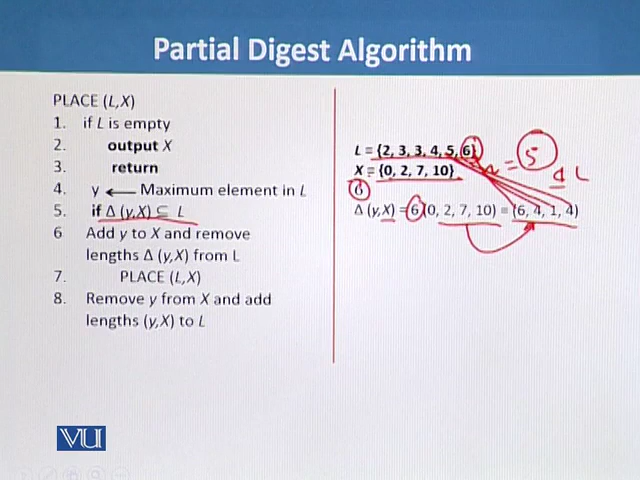 Partial Digest Algorithm
PLACE (L,X)
1. if L is empty
2. output X
3. return
4. y ← Maximum element in L
5. if Δ (y,X) ⊆ L
6 Add y to X and remove
lengths Δ (y,X) from L
7. PLACE (L,X)
8. Remove y from X and add
lengths (y,X) to L
L = {2, 3, 3, 4, 5, 6}
X = {0, 2, 7, 10}
6
Δ (y,X) = 6 (0, 2, 7, 10) = (6, 4, 1, 4)
= 5
L
VU